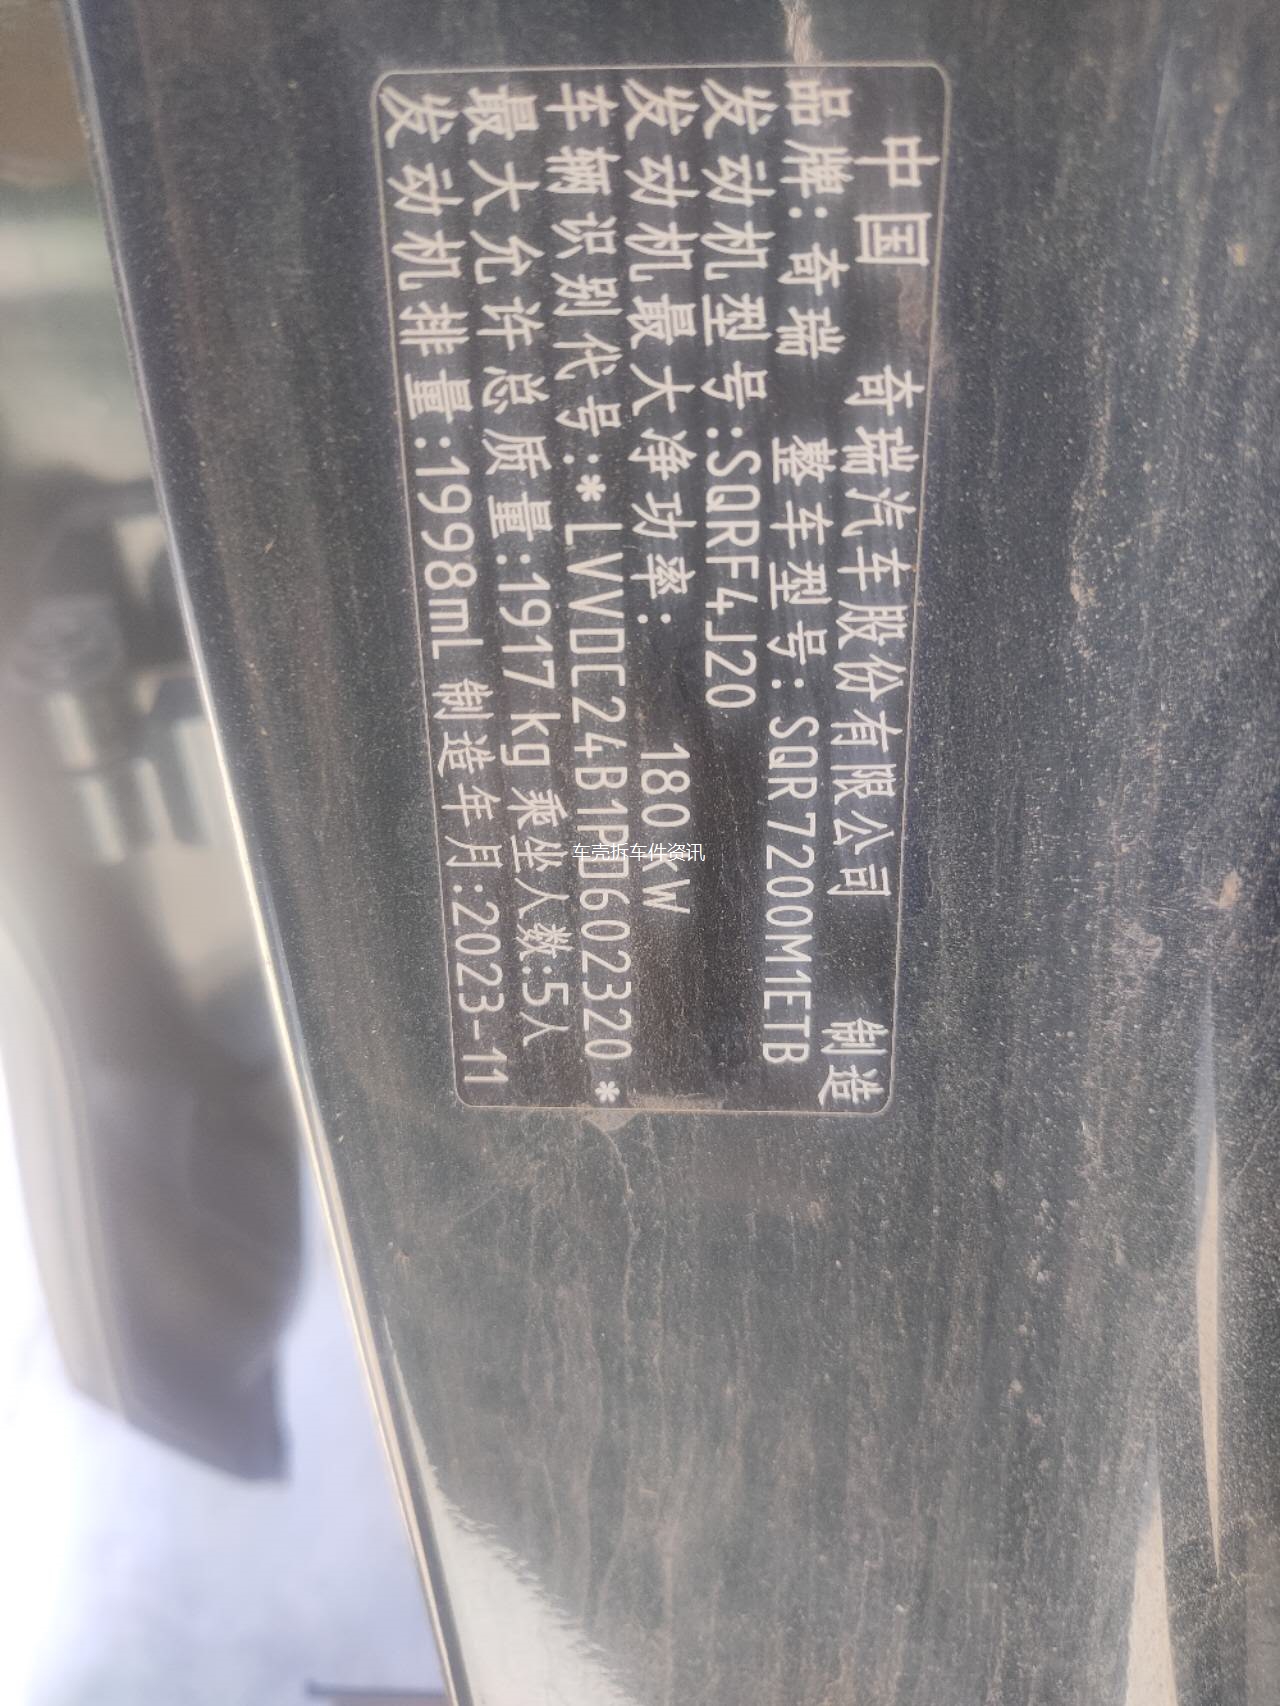 中国 奇瑞汽车股份有限公司 制造
品牌:奇瑞 整车型号:SQR7200M1ETB
发动机型号:SQRF4J20
发动机最大净功率: 180 kW
车辆识别代号:*LVVDC24B1PD602320*
最大允许总质量:1917kg 乘坐人数:5人
发动机排量:1998mL 制造年月:2023-11
车壳拆车件资讯